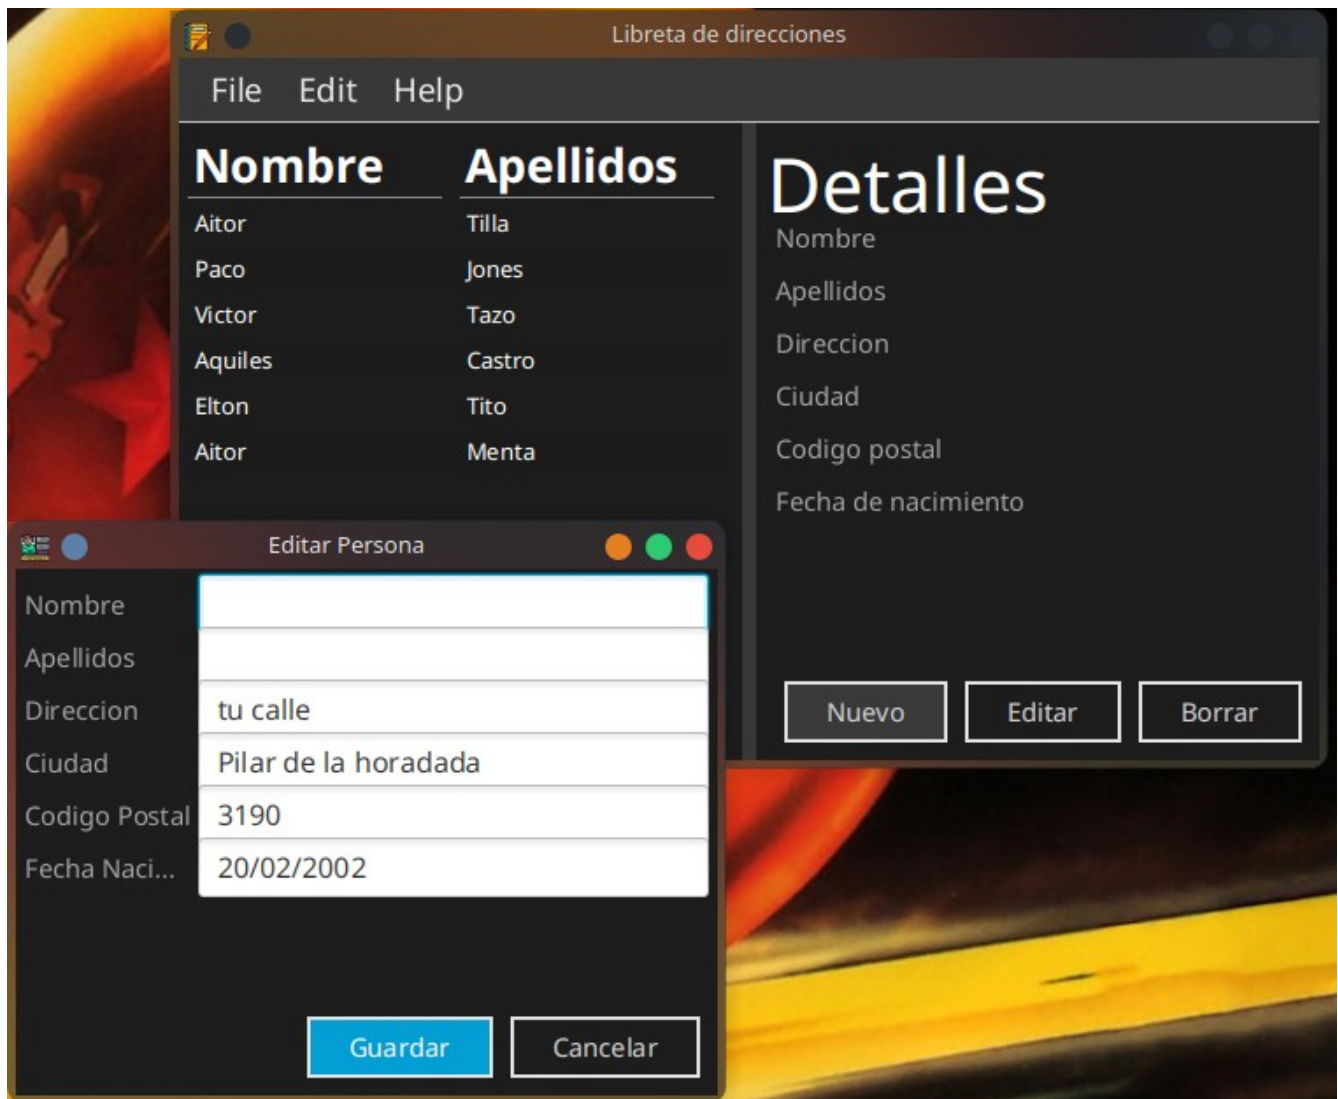 Libreta de direcciones
File Edit Help
Nombre Apellidos
Aitor Tilla
Paco Jones
Victor Tazo
Aquiles Castro
Elton Tito
Aitor Menta
Detalles
Nombre
Apellidos
Direccion
Ciudad
Codigo postal
Fecha de nacimiento
Nuevo Editar Borrar
Editar Persona
Nombre
Apellidos
Direccion tu calle
Ciudad Pilar de la horadada
Codigo Postal 3190
Fecha Naci... 20/02/2002
Guardar Cancelar